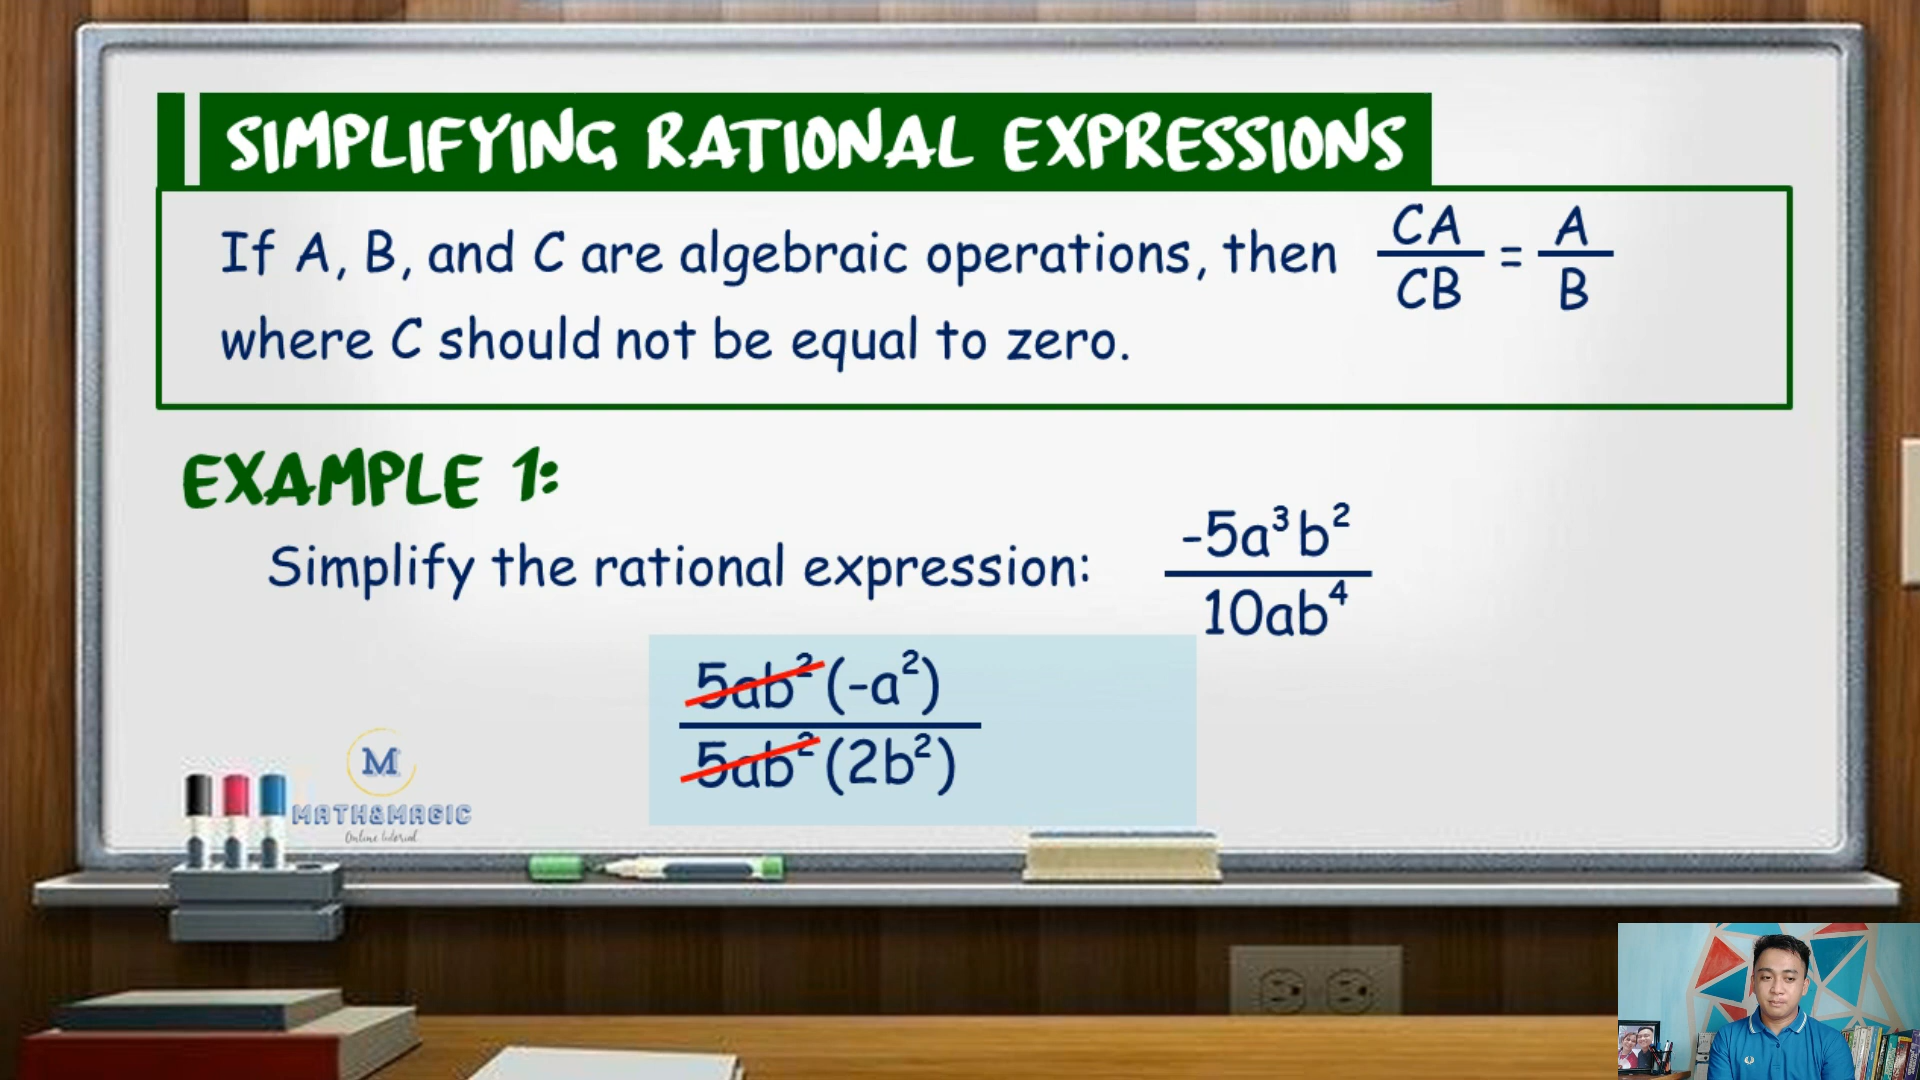 SIMPLIFYING RATIONAL EXPRESSIONS
If A, B, and C are algebraic operations, then CA/CB = A/B
where C should not be equal to zero.
EXAMPLE 1:
Simplify the rational expression: -5a³b²/10ab⁴
5ab²(-a²)
5ab²(2b²)
M
MATH&MAGIC
Online tutorial